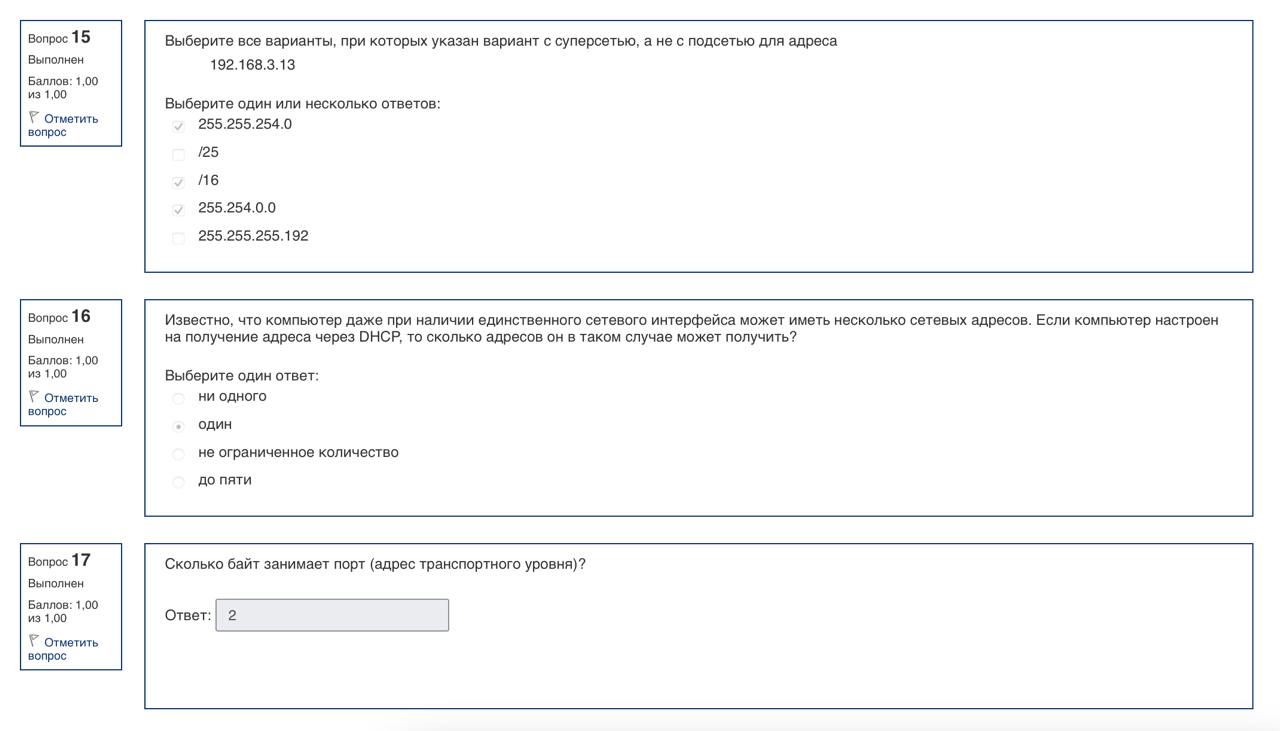 Вопрос 15
Выполнен
Баллов: 1,00
из 1,00
Отметить
вопрос
Выберите все варианты, при которых указан вариант с суперсетью, а не с подсетью для адреса
192.168.3.13
Выберите один или несколько ответов:
255.255.254.0
/25
/16
255.254.0.0
255.255.255.192
Вопрос 16
Выполнен
Баллов: 1,00
из 1,00
Отметить
вопрос
Известно, что компьютер даже при наличии единственного сетевого интерфейса может иметь несколько сетевых адресов. Если компьютер настроен
на получение адреса через DHCP, то сколько адресов он в таком случае может получить?
Выберите один ответ:
ни одного
один
не ограниченное количество
до пяти
Вопрос 17
Выполнен
Баллов: 1,00
из 1,00
Отметить
вопрос
Сколько байт занимает порт (адрес транспортного уровня)?
Ответ: 2